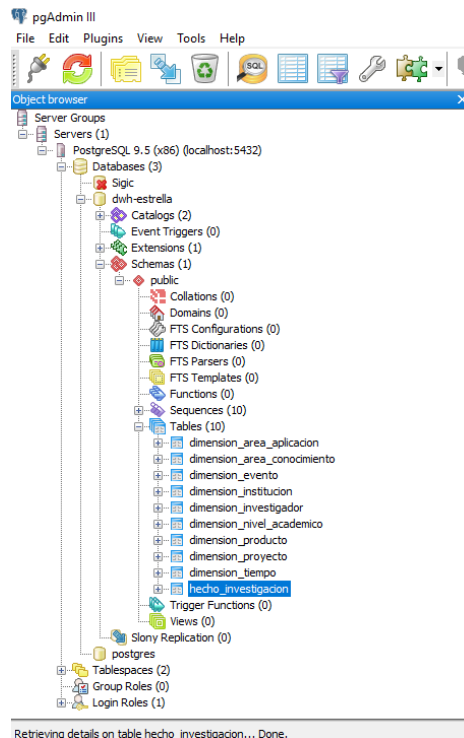 pgAdmin III
File Edit Plugins View Tools Help
SQL
Object browser
Server Groups
Servers (1)
PostgreSQL 9.5 (x86) (localhost:5432)
Databases (3)
Sigic
dwh-estrella
Catalogs (2)
Event Triggers (0)
Extensions (1)
Schemas (1)
public
Collations (0)
Domains (0)
FTS Configurations (0)
FTS Dictionaries (0)
FTS Parsers (0)
FTS Templates (0)
Functions (0)
Sequences (10)
Tables (10)
dimension_area_aplicacion
dimension_area_conocimiento
dimension_evento
dimension_institucion
dimension_investigador
dimension_nivel_academico
dimension_producto
dimension_proyecto
dimension_tiempo
hecho_investigacion
Trigger Functions (0)
Views (0)
Slony Replication (0)
postgres
Tablespaces (2)
Group Roles (0)
Login Roles (1)
Retrieving details on table hecho_investigacion... Done.